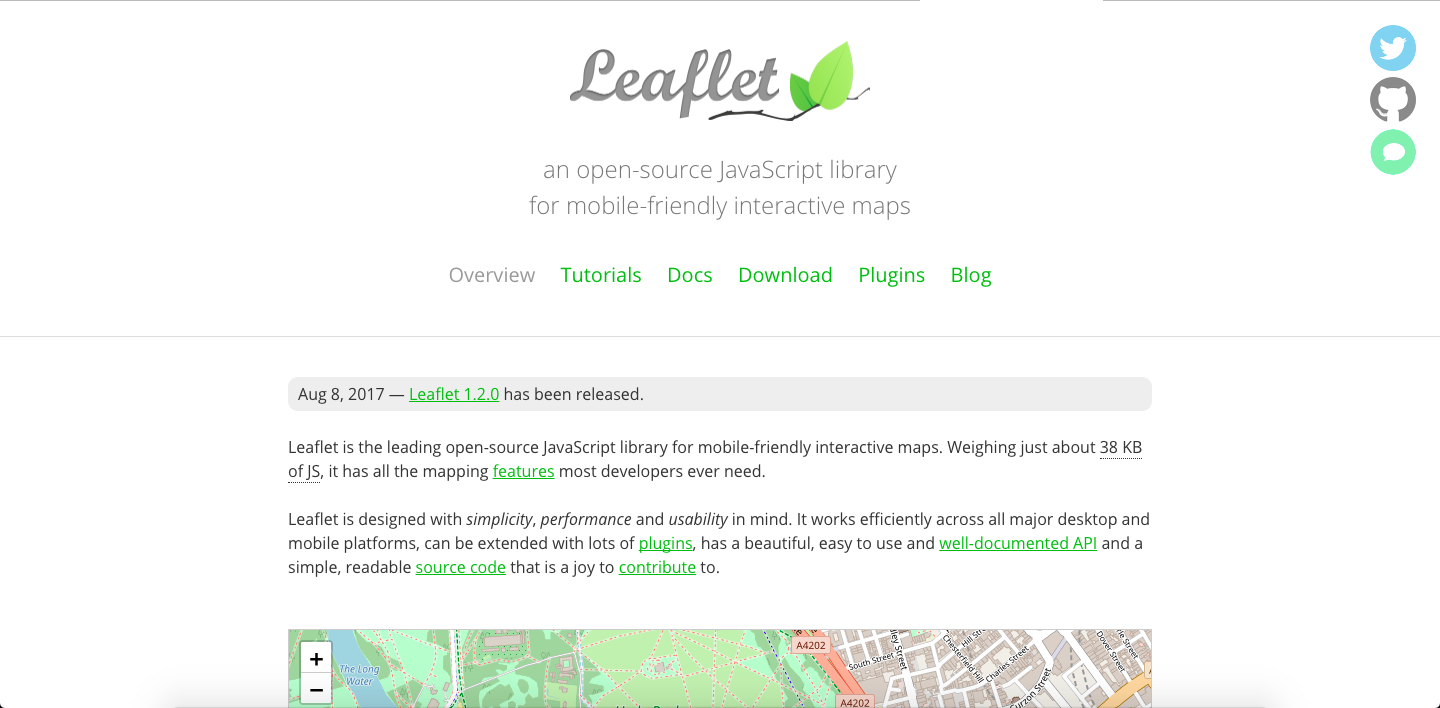 Leaflet
an open-source JavaScript library
for mobile-friendly interactive maps
Overview Tutorials Docs Download Plugins Blog
Aug 8, 2017 — Leaflet 1.2.0 has been released.
Leaflet is the leading open-source JavaScript library for mobile-friendly interactive maps. Weighing just about 38 KB
of JS, it has all the mapping features most developers ever need.
Leaflet is designed with simplicity, performance and usability in mind. It works efficiently across all major desktop and
mobile platforms, can be extended with lots of plugins, has a beautiful, easy to use and well-documented API and a
simple, readable source code that is a joy to contribute to.
+
−
The Long
Water
A4202
A4202
South Street
Chesterfield Hill
Hill St
Charles Street
Curzon Street
Dover Street